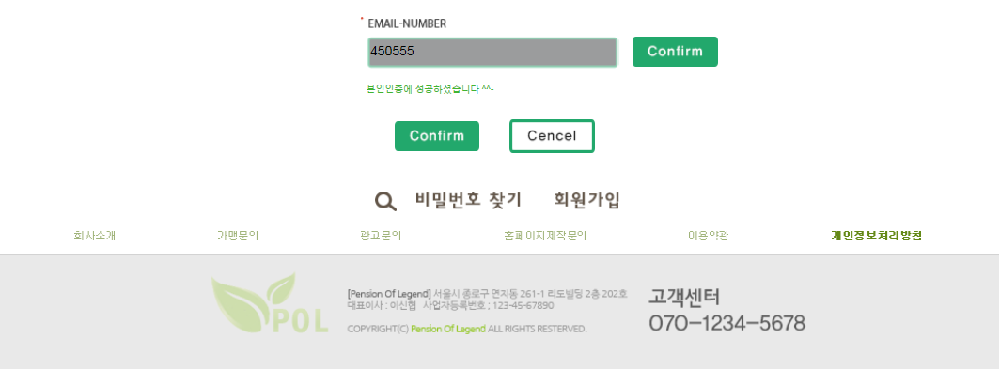 * EMAIL-NUMBER
450555 Confirm
본인인증에 성공하셨습니다 ^^-
Confirm Cencel
비밀번호 찾기 회원가입
회사소개 가맹문의 광고문의 홈페이지제작문의 이용약관 개인정보처리방침
POL
[Pension Of Legend] 서울시 종로구 연지동 261-1 리도빌딩 2층 202호
대표이사 : 이신협 사업자등록번호 ; 123-45-67890
COPYRIGHT(C) Pension Of Legend ALL RIGHTS RESTERVED.
고객센터
070-1234-5678